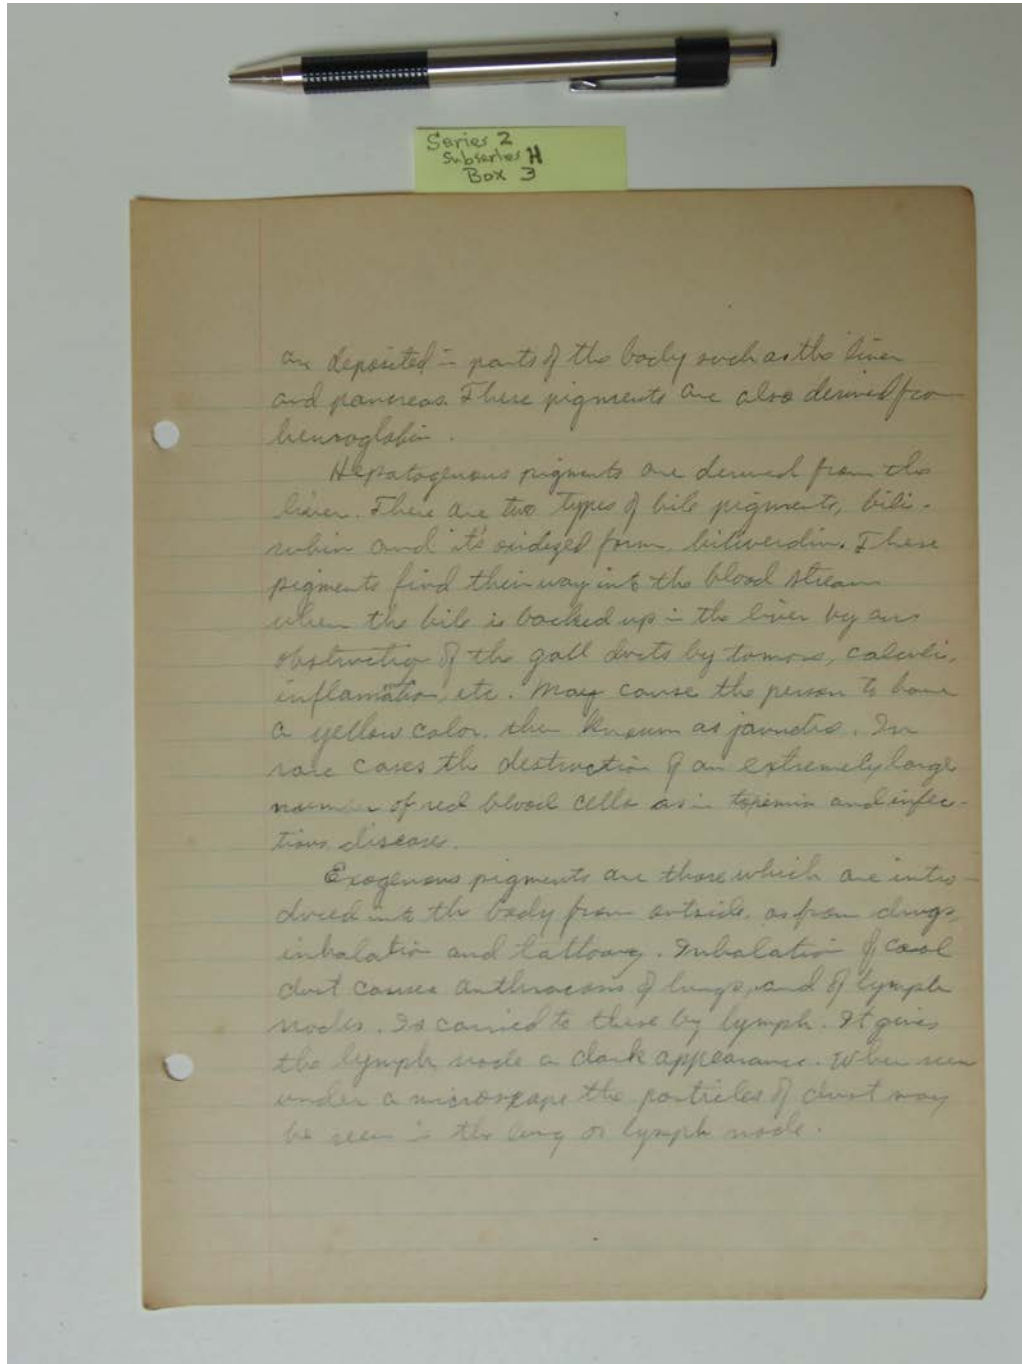 Series 2
Subseries H
Box 3
are deposited in parts of the body such as the liver
and pancreas. These pigments are also derived from
hemoglobin.
Hepatogenous pigments are derived from the
liver. There are two types of bile pigments, bili-
rubin and it's oxidized form, biliverdin. These
pigments find their way into the blood stream
when the bile is backed up in the liver by an
obstruction of the gall ducts by tumors, calculi,
inflamation, etc. May cause the person to have
a yellow color, then known as jaundice. In
rare cases the destruction of an extremely large
number of red blood cells as in toxemia and infec-
tious disease.
Exogenous pigments are those which are intro-
duced into the body from outside, as from drugs,
inhalation and tattooing. Inhalation of coal
dust causes anthracosis of lungs, and of lymph
nodes. Is carried to these by lymph. It gives
the lymph node a dark appearance. When seen
under a microscope the particles of dust may
be seen in the lung or lymph node.